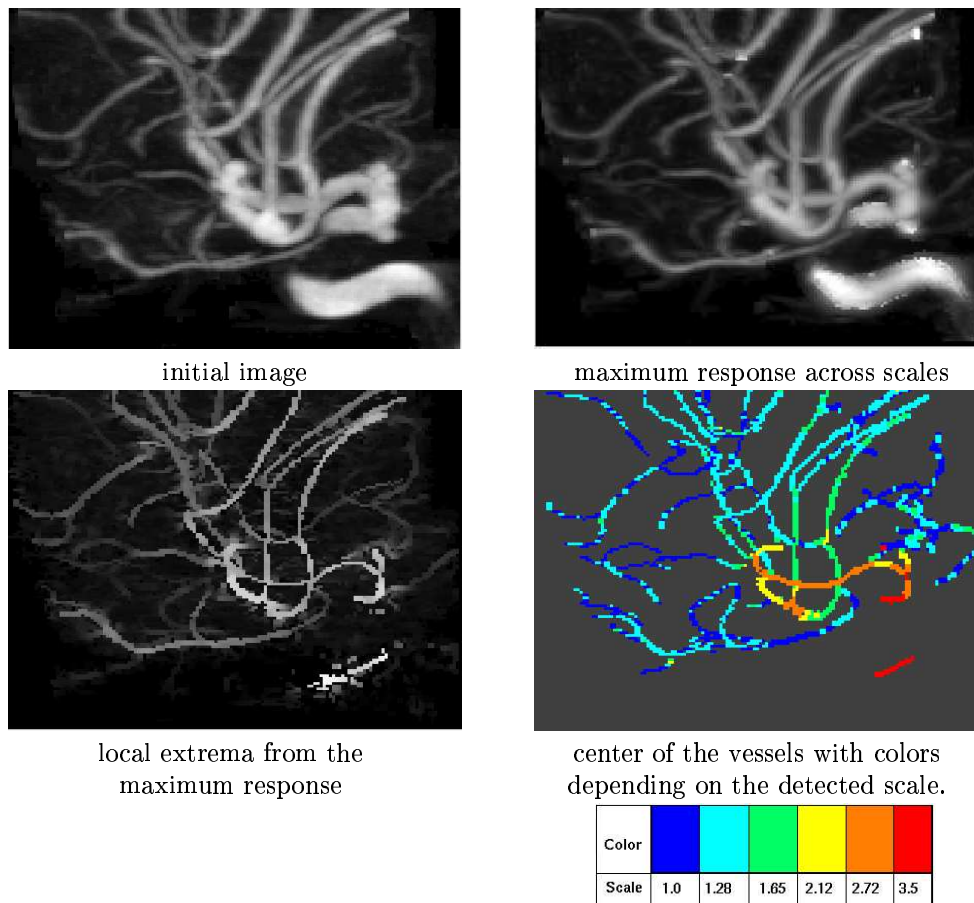 initial image
maximum response across scales
local extrema from the
maximum response
center of the vessels with colors
depending on the detected scale.
Color
Scale 1.0 1.28 1.65 2.12 2.72 3.5